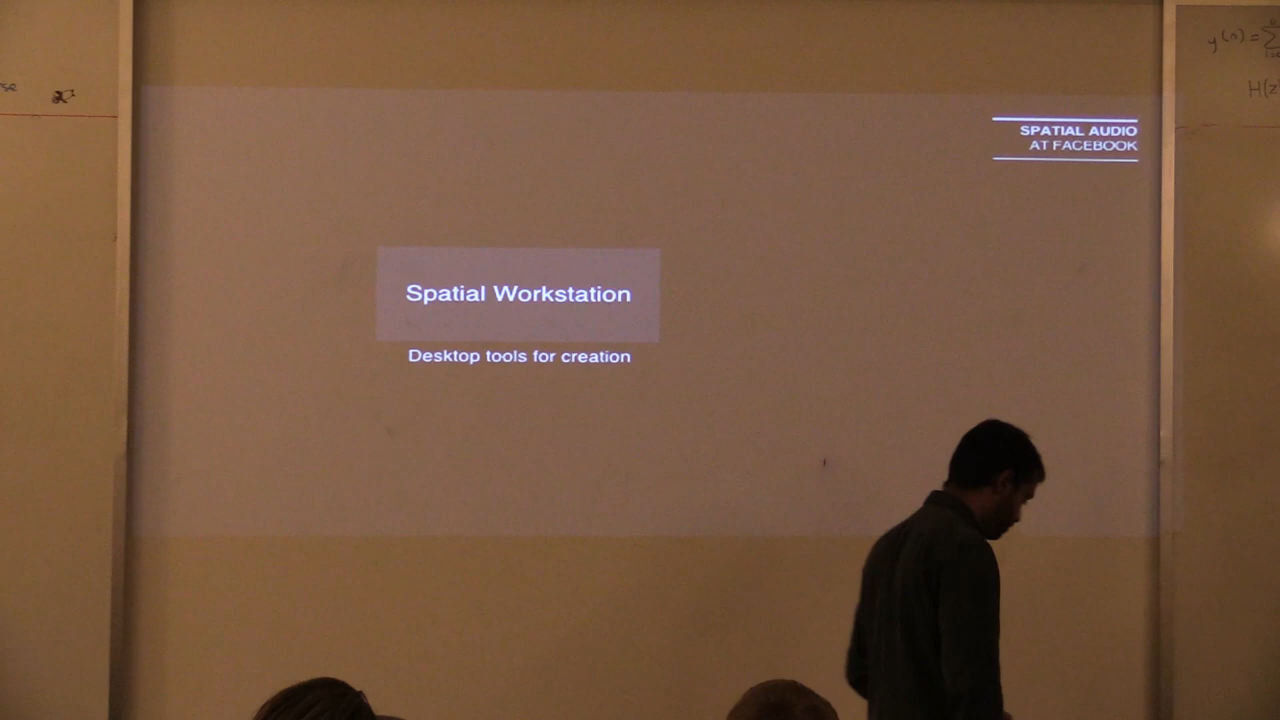 SPATIAL AUDIO
AT FACEBOOK
Spatial Workstation
Desktop tools for creation
y(n) = Σ
H(z)